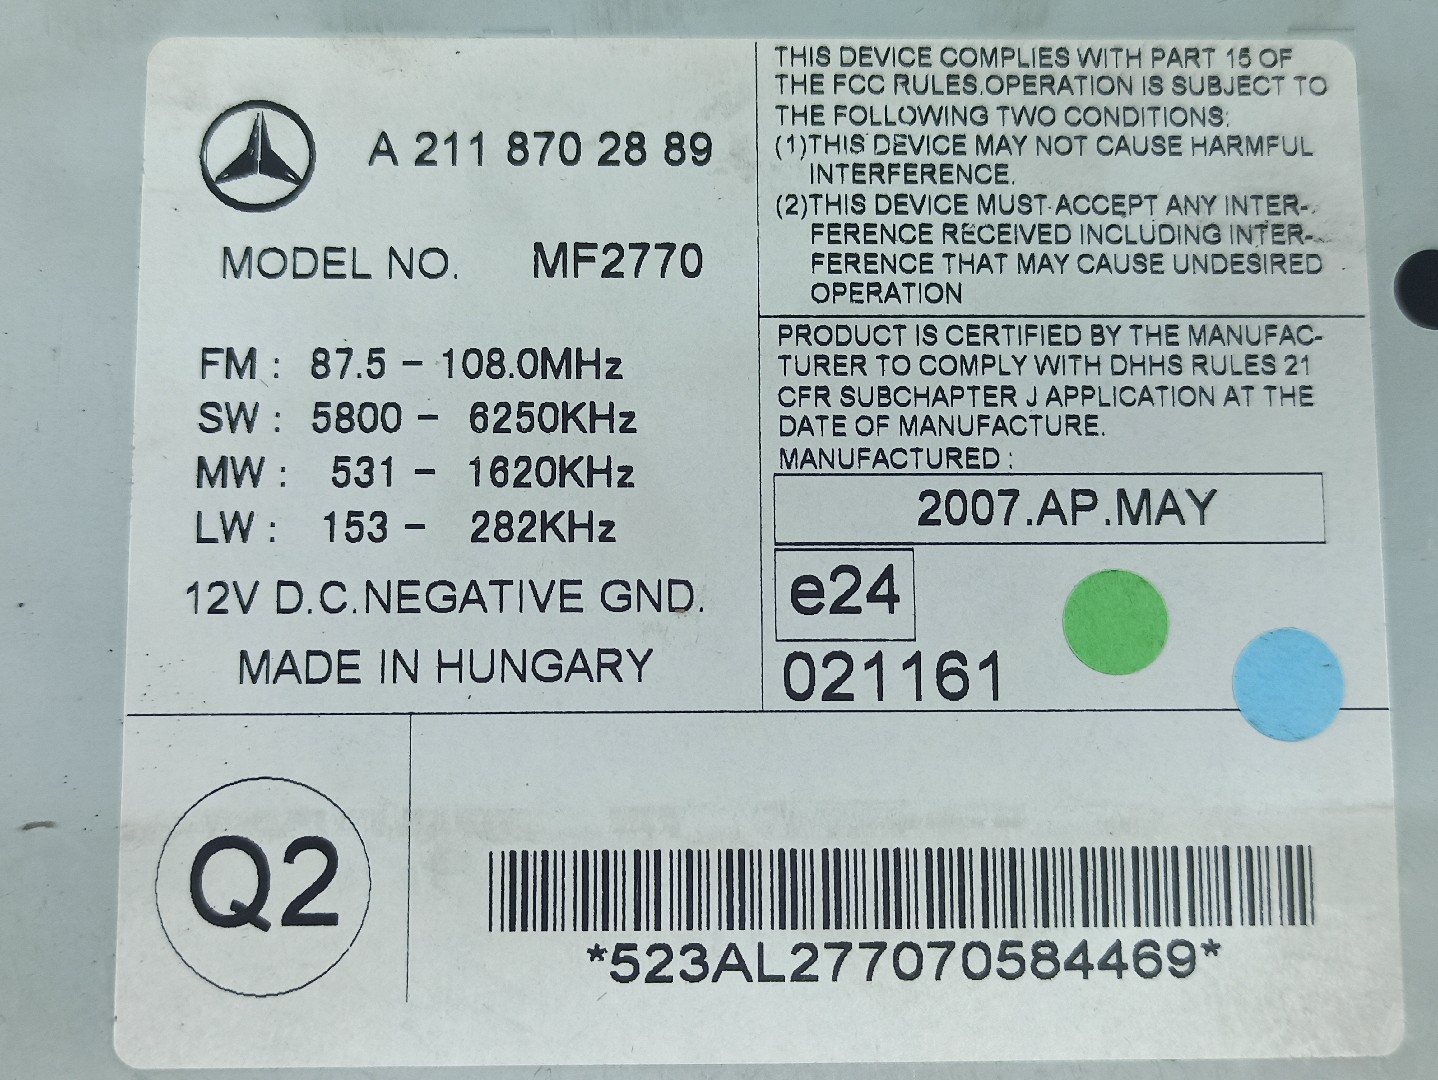 A 211 870 28 89
MODEL NO. MF2770
FM : 87.5 – 108.0MHz
SW : 5800 – 6250KHz
MW : 531 – 1620KHz
LW : 153 – 282KHz
12V D.C.NEGATIVE GND.
MADE IN HUNGARY
THIS DEVICE COMPLIES WITH PART 15 OF
THE FCC RULES.OPERATION IS SUBJECT TO
THE FOLLOWING TWO CONDITIONS:
(1)THIS DEVICE MAY NOT CAUSE HARMFUL
INTERFERENCE.
(2)THIS DEVICE MUST ACCEPT ANY INTER-
FERENCE RECEIVED INCLUDING INTER-
FERENCE THAT MAY CAUSE UNDESIRED
OPERATION
PRODUCT IS CERTIFIED BY THE MANUFAC-
TURER TO COMPLY WITH DHHS RULES 21
CFR SUBCHAPTER J APPLICATION AT THE
DATE OF MANUFACTURE.
MANUFACTURED :
2007.AP.MAY
e24
021161
Q2
*523AL277070584469*